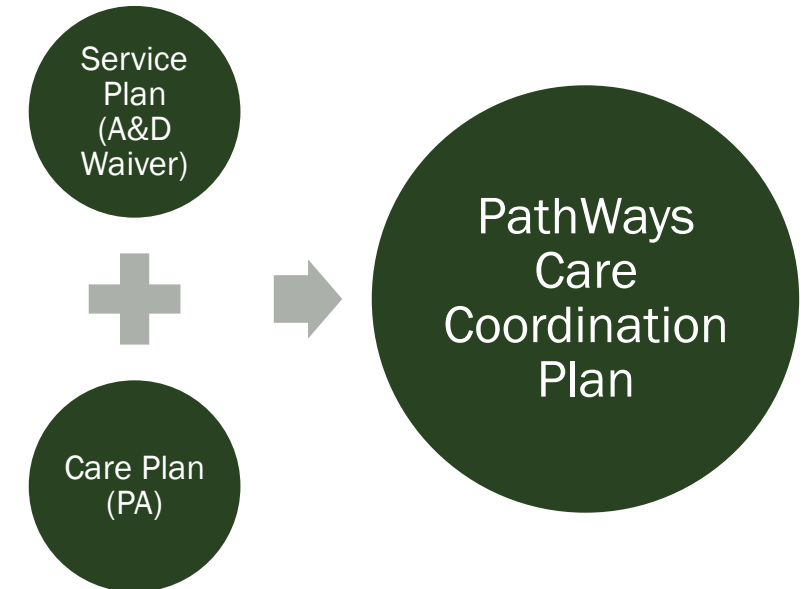 Service
Plan
(A&D
Waiver)
Care Plan
(PA)
PathWays
Care
Coordination
Plan